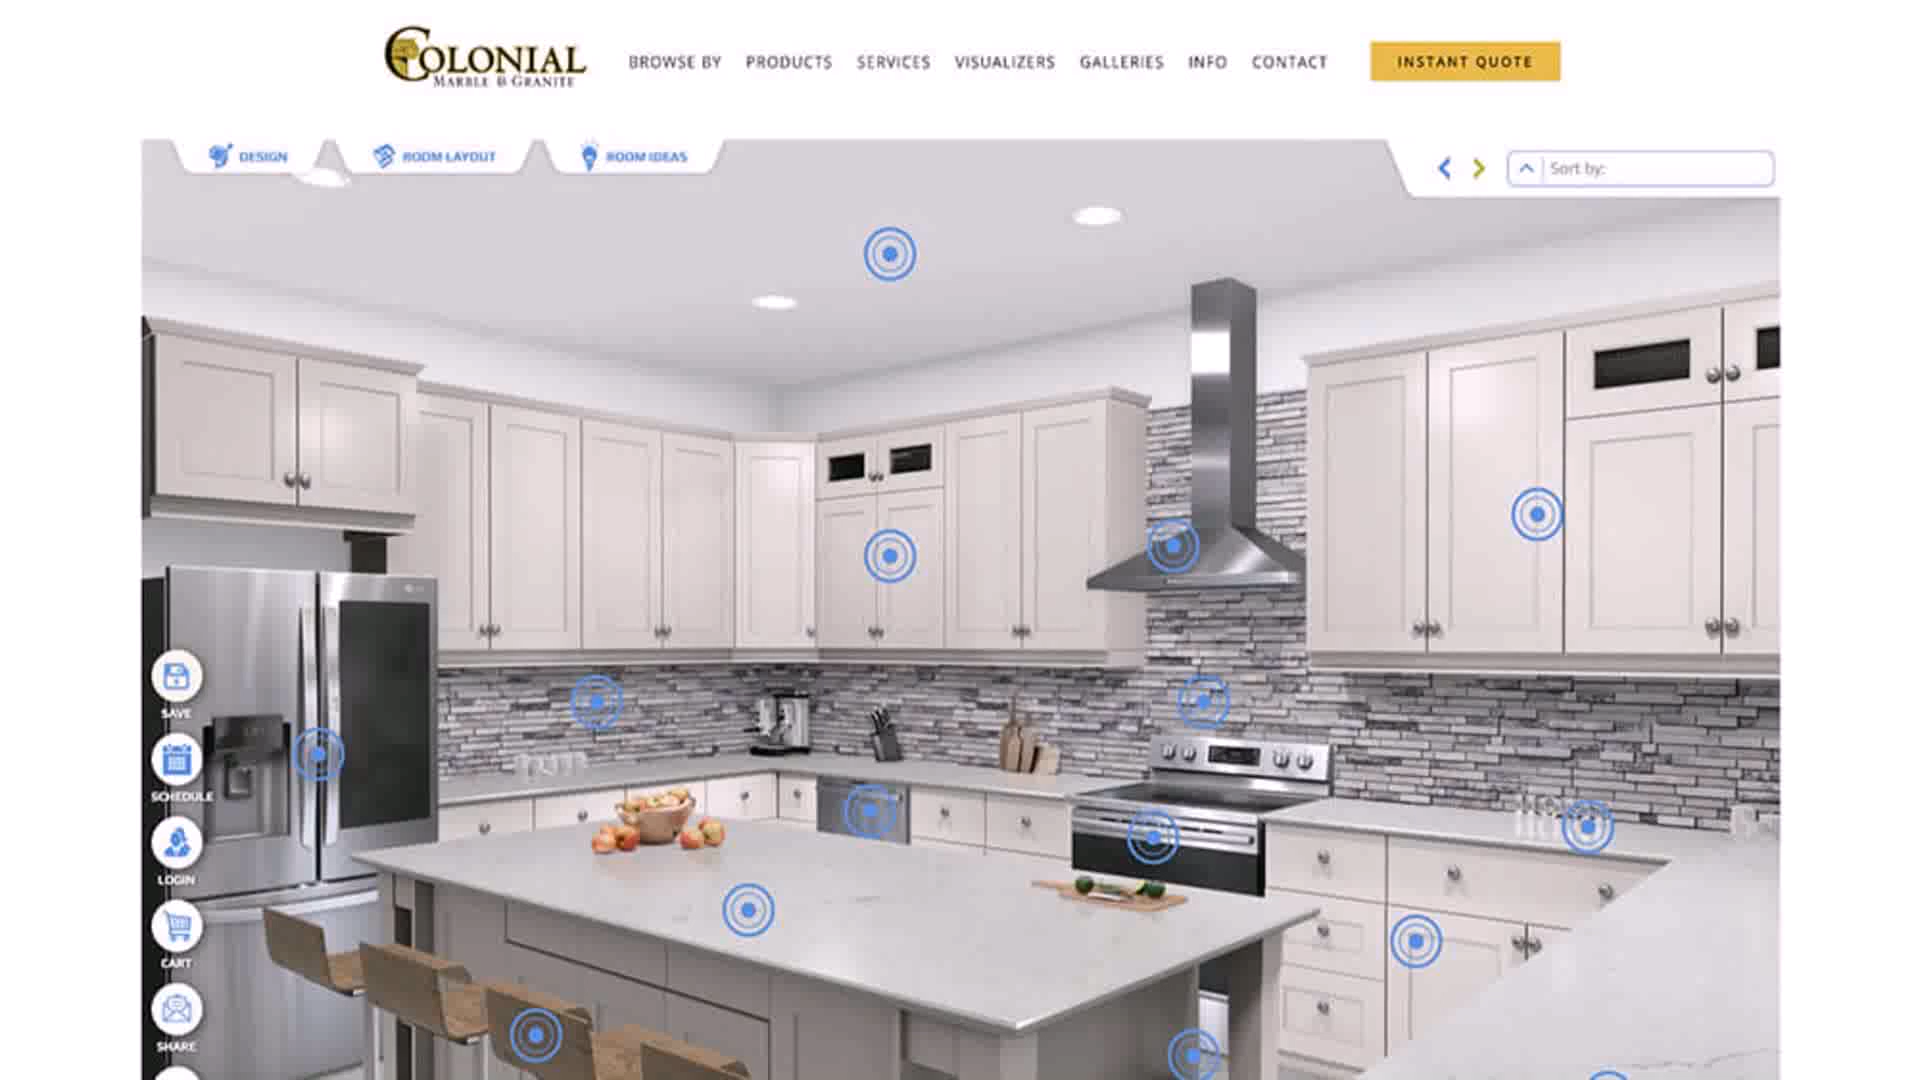 COLONIAL
MARBLE & GRANITE
BROWSE BY PRODUCTS SERVICES VISUALIZERS GALLERIES INFO CONTACT
INSTANT QUOTE
DESIGN
ROOM LAYOUT
ROOM IDEAS
Sort by:
SAVE
SCHEDULE
LOGIN
CART
SHARE